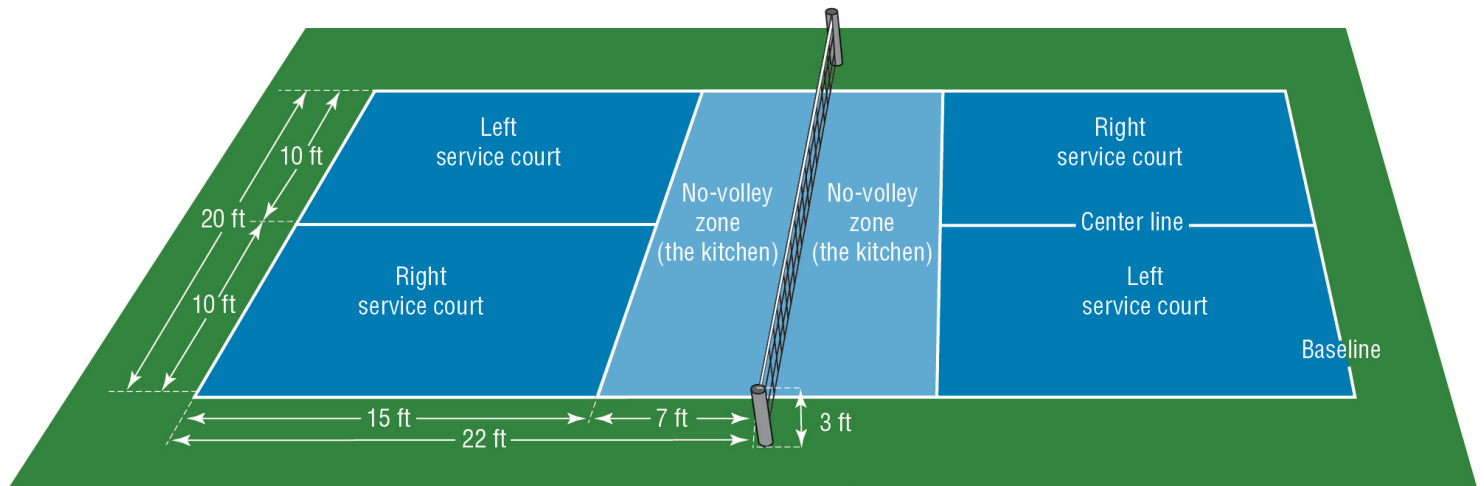 Left
service court
Right
service court
10 ft
No-volley
zone
(the kitchen)
No-volley
zone
(the kitchen)
20 ft
Center line
Right
service court
Left
service court
10 ft
Baseline
15 ft
7 ft
3 ft
22 ft